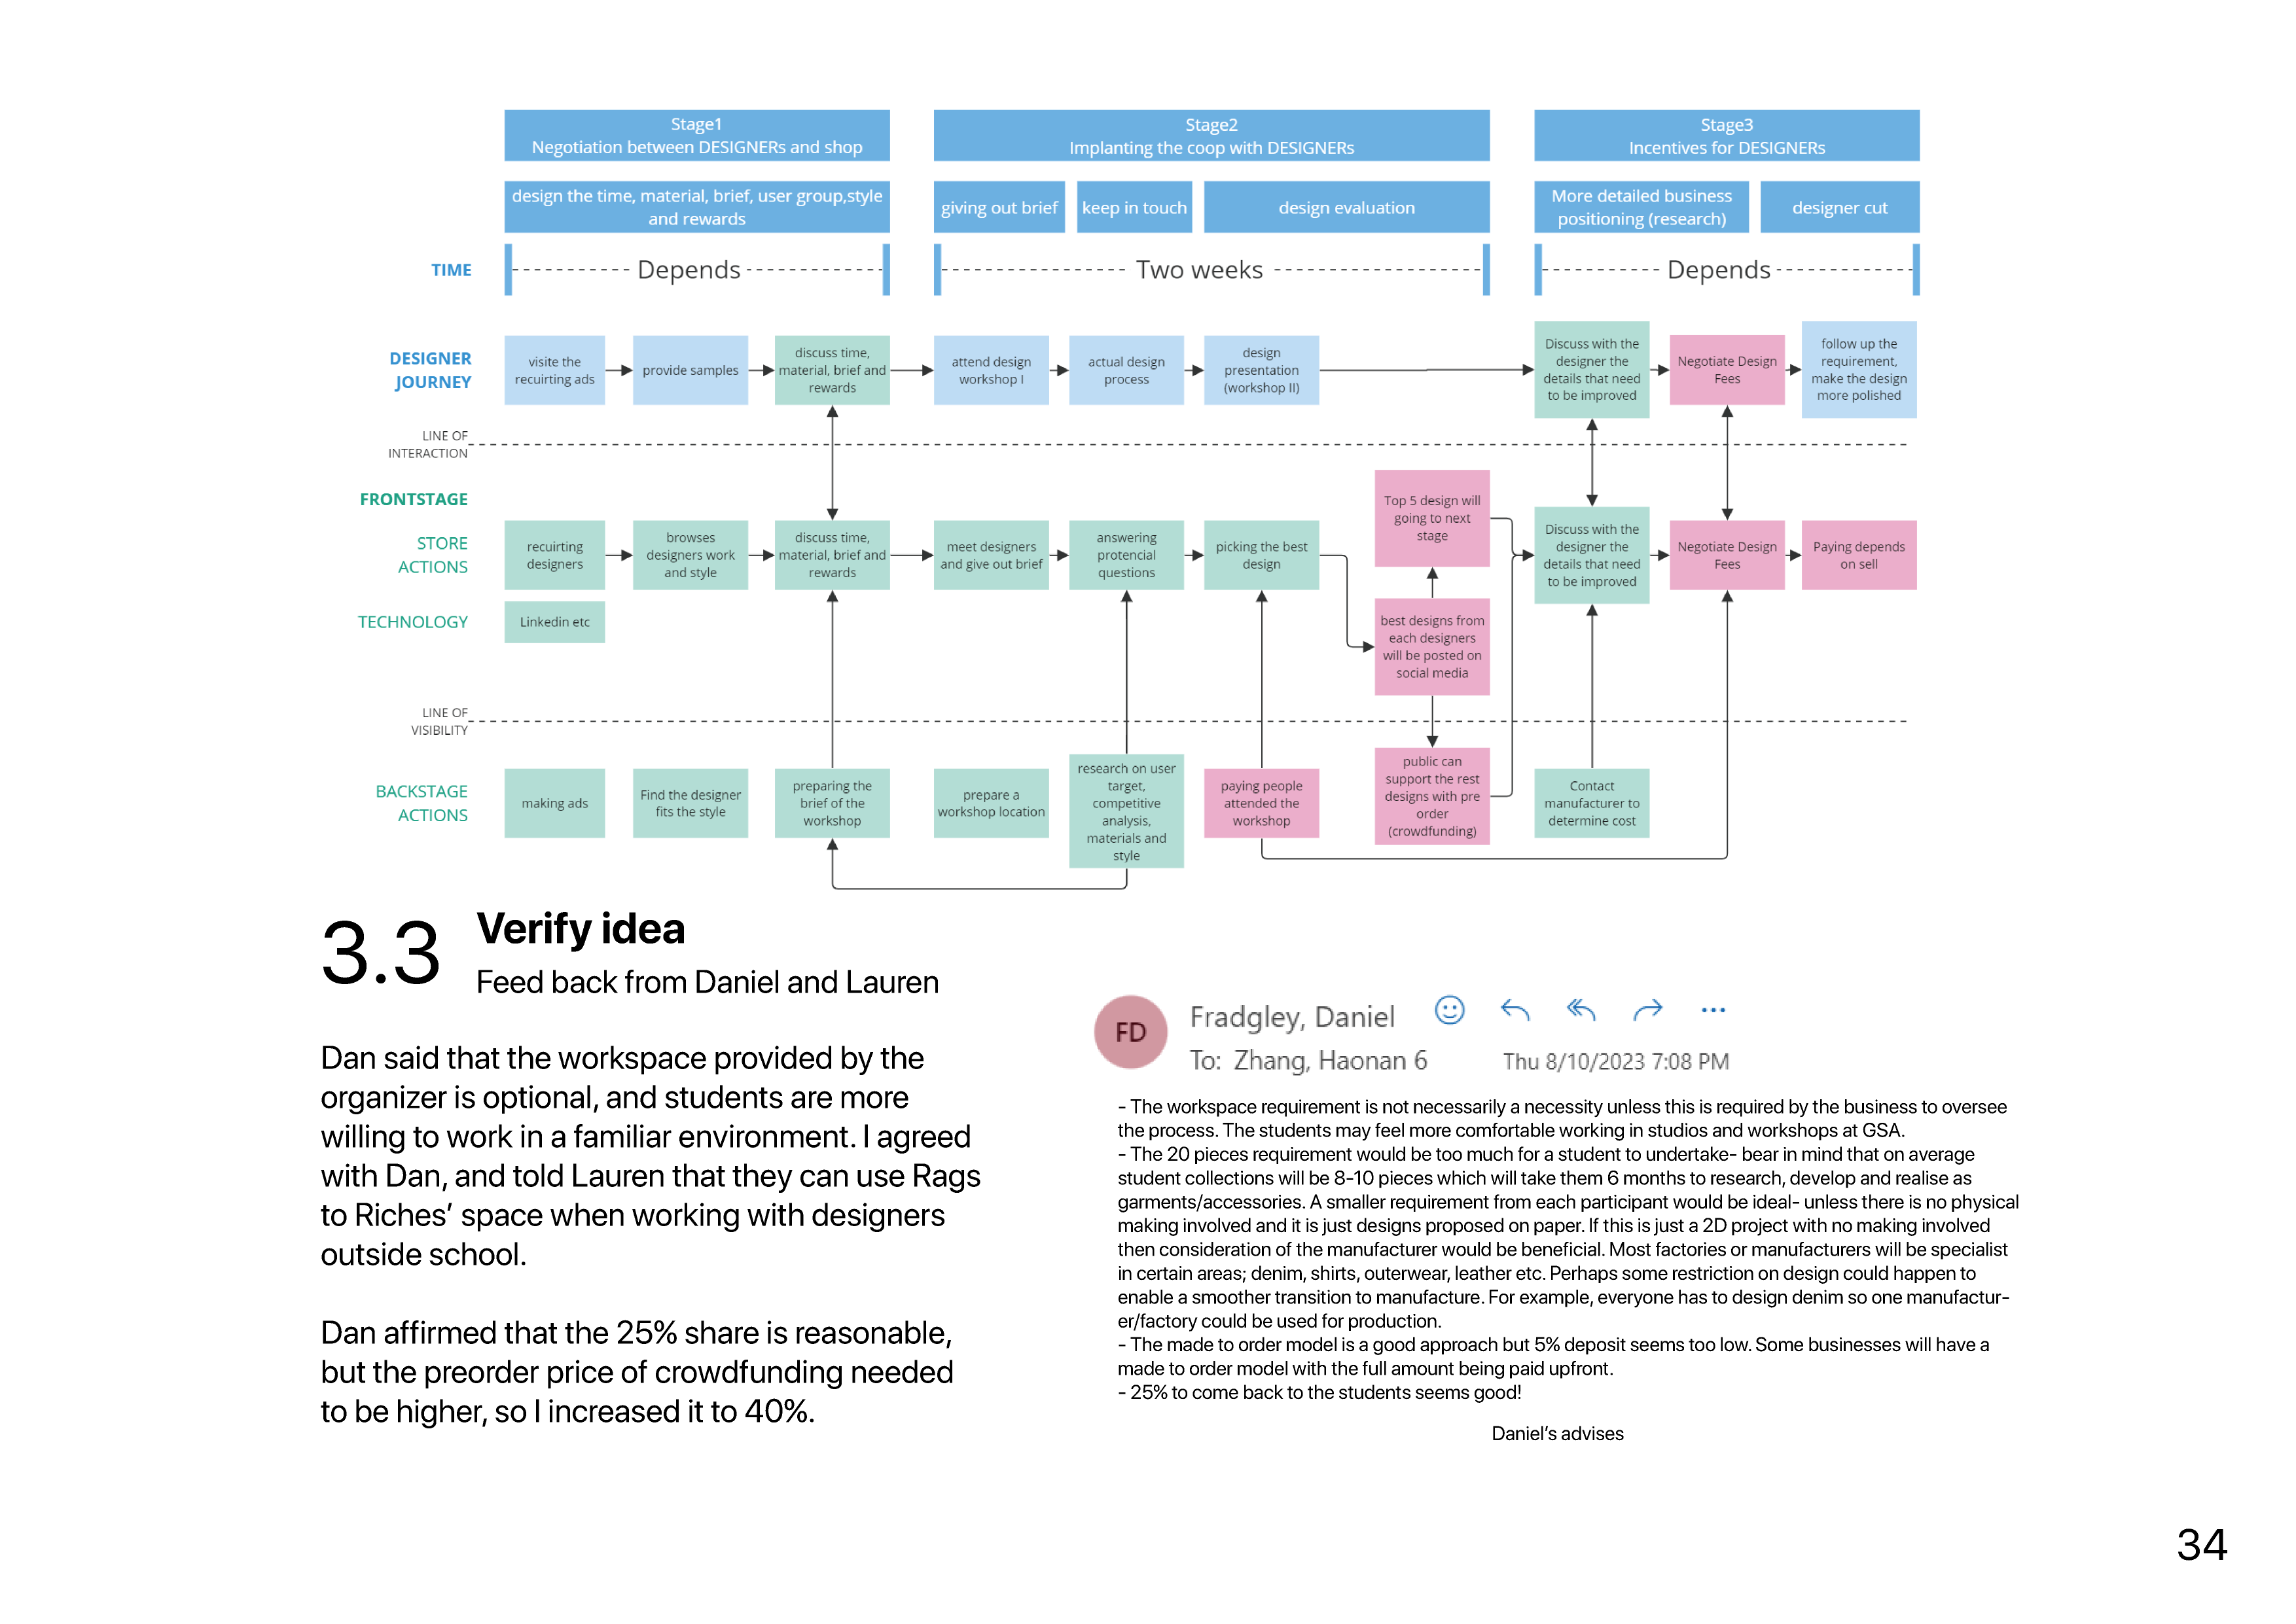 Stage1
Negotiation between DESIGNERs and shop
Stage2
Implanting the coop with DESIGNERs
Stage3
Incentives for DESIGNERs
design the time, material, brief, user group,style
and rewards
giving out brief
keep in touch
design evaluation
More detailed business
positioning (research)
designer cut
TIME
Depends
Two weeks
Depends
DESIGNER
JOURNEY
visite the
recuirting ads
provide samples
discuss time,
material, brief and
rewards
attend design
workshop I
actual design
process
design
presentation
(workshop II)
Discuss with the
designer the
details that need
to be improved
Negotiate Design
Fees
follow up the
requirement,
make the design
more polished
LINE OF
INTERACTION
FRONTSTAGE
STORE
ACTIONS
recuirting
designers
browses
designers work
and style
discuss time,
material, brief and
rewards
meet designers
and give out brief
answering
protencial
questions
picking the best
design
Top 5 design will
going to next
stage
Discuss with the
designer the
details that need
to be improved
Negotiate Design
Fees
Paying depends
on sell
TECHNOLOGY
Linkedin etc
best designs from
each designers
will be posted on
social media
LINE OF
VISIBILITY
BACKSTAGE
ACTIONS
making ads
Find the designer
fits the style
preparing the
brief of the
workshop
prepare a
workshop location
research on user
target,
competitive
analysis,
materials and
style
paying people
attended the
workshop
public can
support the rest
designs with pre
order
(crowdfunding)
Contact
manufacturer to
determine cost
3.3
Verify idea
Feed back from Daniel and Lauren
Dan said that the workspace provided by the
organizer is optional, and students are more
willing to work in a familiar environment. I agreed
with Dan, and told Lauren that they can use Rags
to Riches’ space when working with designers
outside school.
Dan affirmed that the 25% share is reasonable,
but the preorder price of crowdfunding needed
to be higher, so I increased it to 40%.
FD
Fradgley, Daniel
To: Zhang, Haonan 6
Thu 8/10/2023 7:08 PM
- The workspace requirement is not necessarily a necessity unless this is required by the business to oversee
the process. The students may feel more comfortable working in studios and workshops at GSA.
- The 20 pieces requirement would be too much for a student to undertake- bear in mind that on average
student collections will be 8-10 pieces which will take them 6 months to research, develop and realise as
garments/accessories. A smaller requirement from each participant would be ideal- unless there is no physical
making involved and it is just designs proposed on paper. If this is just a 2D project with no making involved
then consideration of the manufacturer would be beneficial. Most factories or manufacturers will be specialist
in certain areas; denim, shirts, outerwear, leather etc. Perhaps some restriction on design could happen to
enable a smoother transition to manufacture. For example, everyone has to design denim so one manufactur-
er/factory could be used for production.
- The made to order model is a good approach but 5% deposit seems too low. Some businesses will have a
made to order model with the full amount being paid upfront.
- 25% to come back to the students seems good!
Daniel’s advises
34